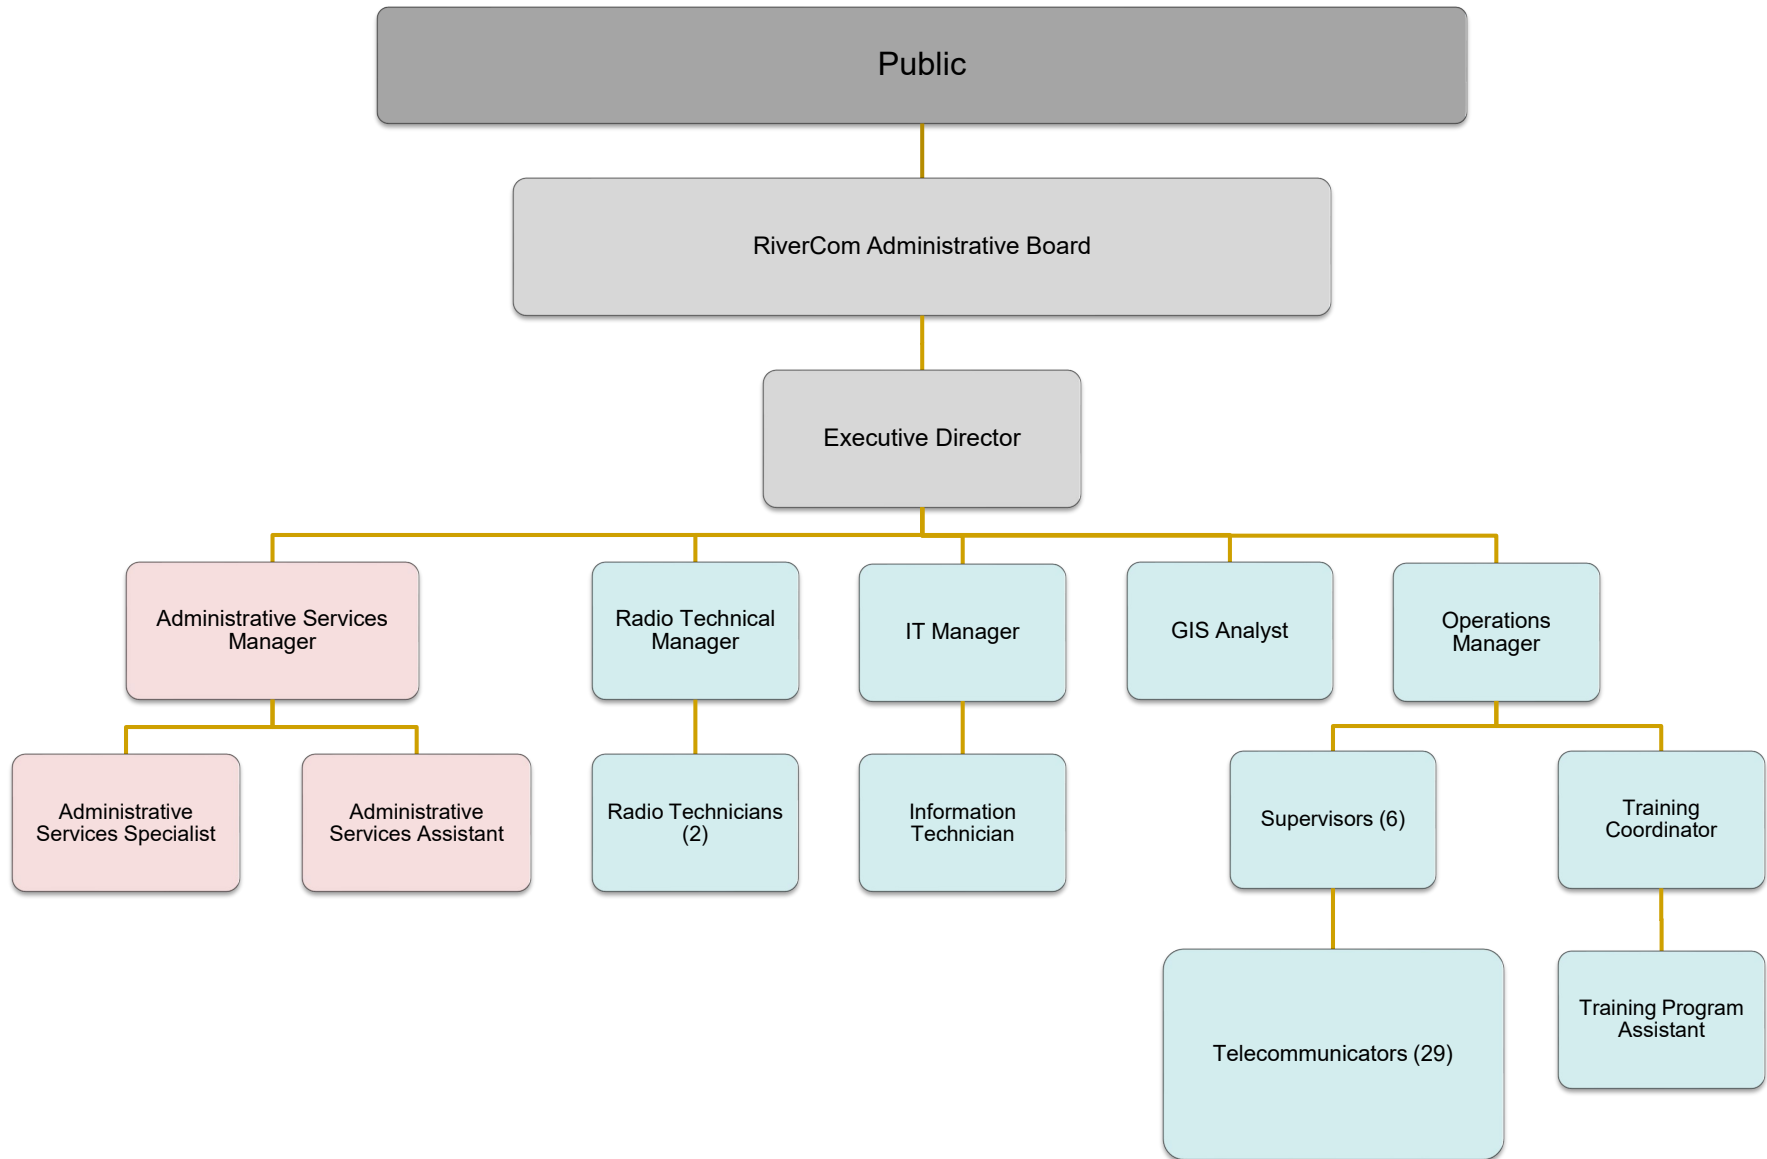 Public
RiverCom Administrative Board
Executive Director
Administrative Services
Manager
Radio Technical
Manager
IT Manager
GIS Analyst
Operations
Manager
Administrative
Services Specialist
Administrative
Services Assistant
Radio Technicians
(2)
Information
Technician
Supervisors (6)
Training
Coordinator
Telecommunicators (29)
Training Program
Assistant